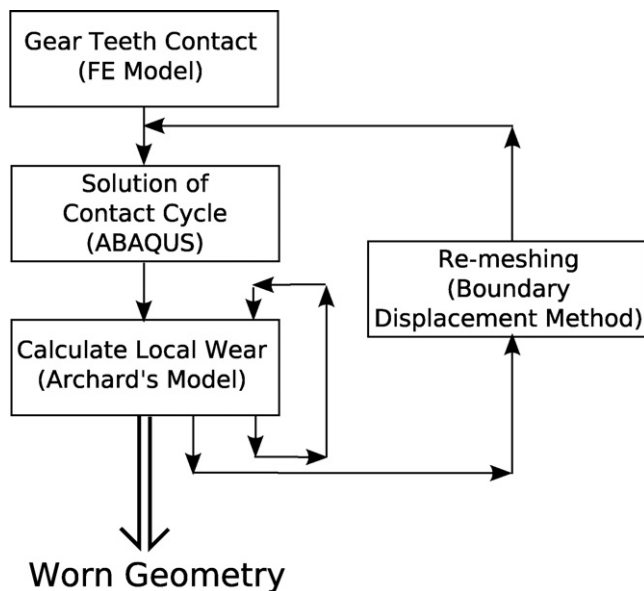 Gear Teeth Contact
(FE Model)
Solution of
Contact Cycle
(ABAQUS)
Re-meshing
(Boundary
Displacement Method)
Calculate Local Wear
(Archard's Model)
Worn Geometry